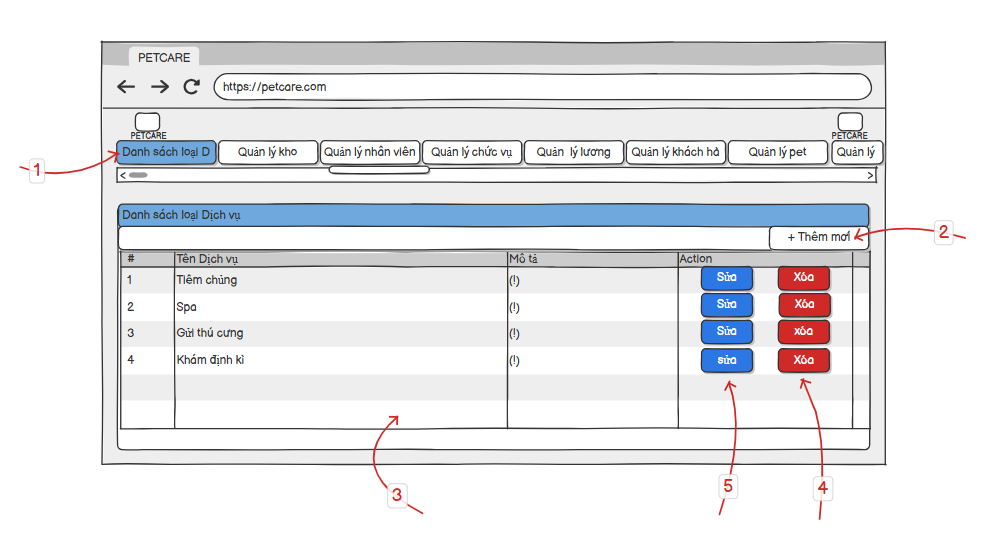 PETCARE
https://petcare.com
PETCARE PETCARE
Danh sách loại D Quản lý kho Quản lý nhân viên Quản lý chức vụ Quản lý lương Quản lý khách hà Quản lý pet Quản lý
1
Danh sách loại Dịch vụ
+ Thêm mới
2
# Tên Dịch vụ Mô tả Action
1 Tiêm chủng (!) Sửa Xóa
2 Spa (!) Sửa Xóa
3 Gửi thú cưng (!) Sửa xóa
4 Khám định kì (!) sửa Xóa
3 5 4